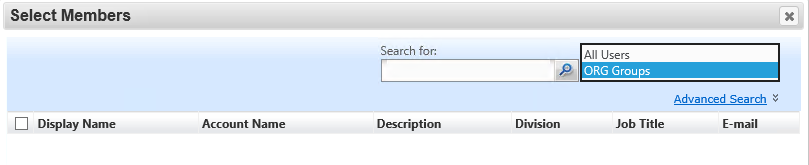 Select Members
Search for:
All Users
ORG Groups
Advanced Search
Display Name Account Name Description Division Job Title E-mail